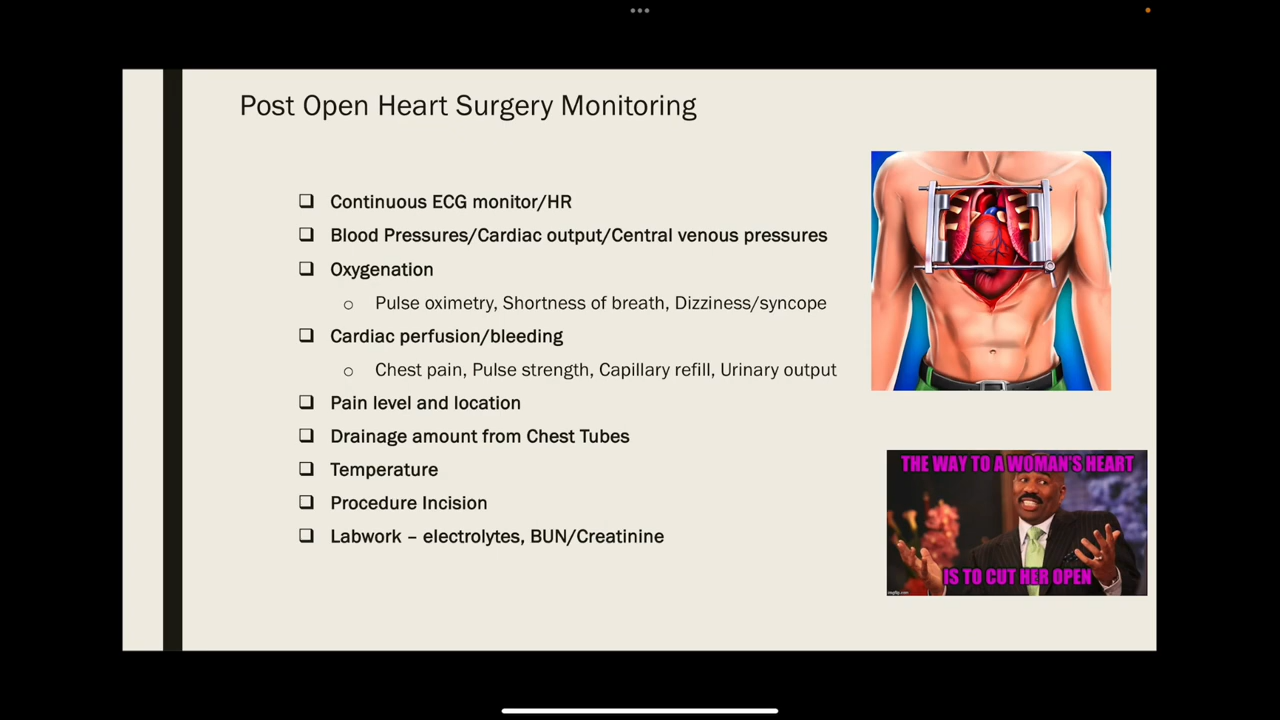 Post Open Heart Surgery Monitoring
Continuous ECG monitor/HR
Blood Pressures/Cardiac output/Central venous pressures
Oxygenation
Pulse oximetry, Shortness of breath, Dizziness/syncope
Cardiac perfusion/bleeding
Chest pain, Pulse strength, Capillary refill, Urinary output
Pain level and location
Drainage amount from Chest Tubes
Temperature
Procedure Incision
Labwork – electrolytes, BUN/Creatinine
THE WAY TO A WOMAN'S HEART
IS TO CUT HER OPEN
imgflip.com